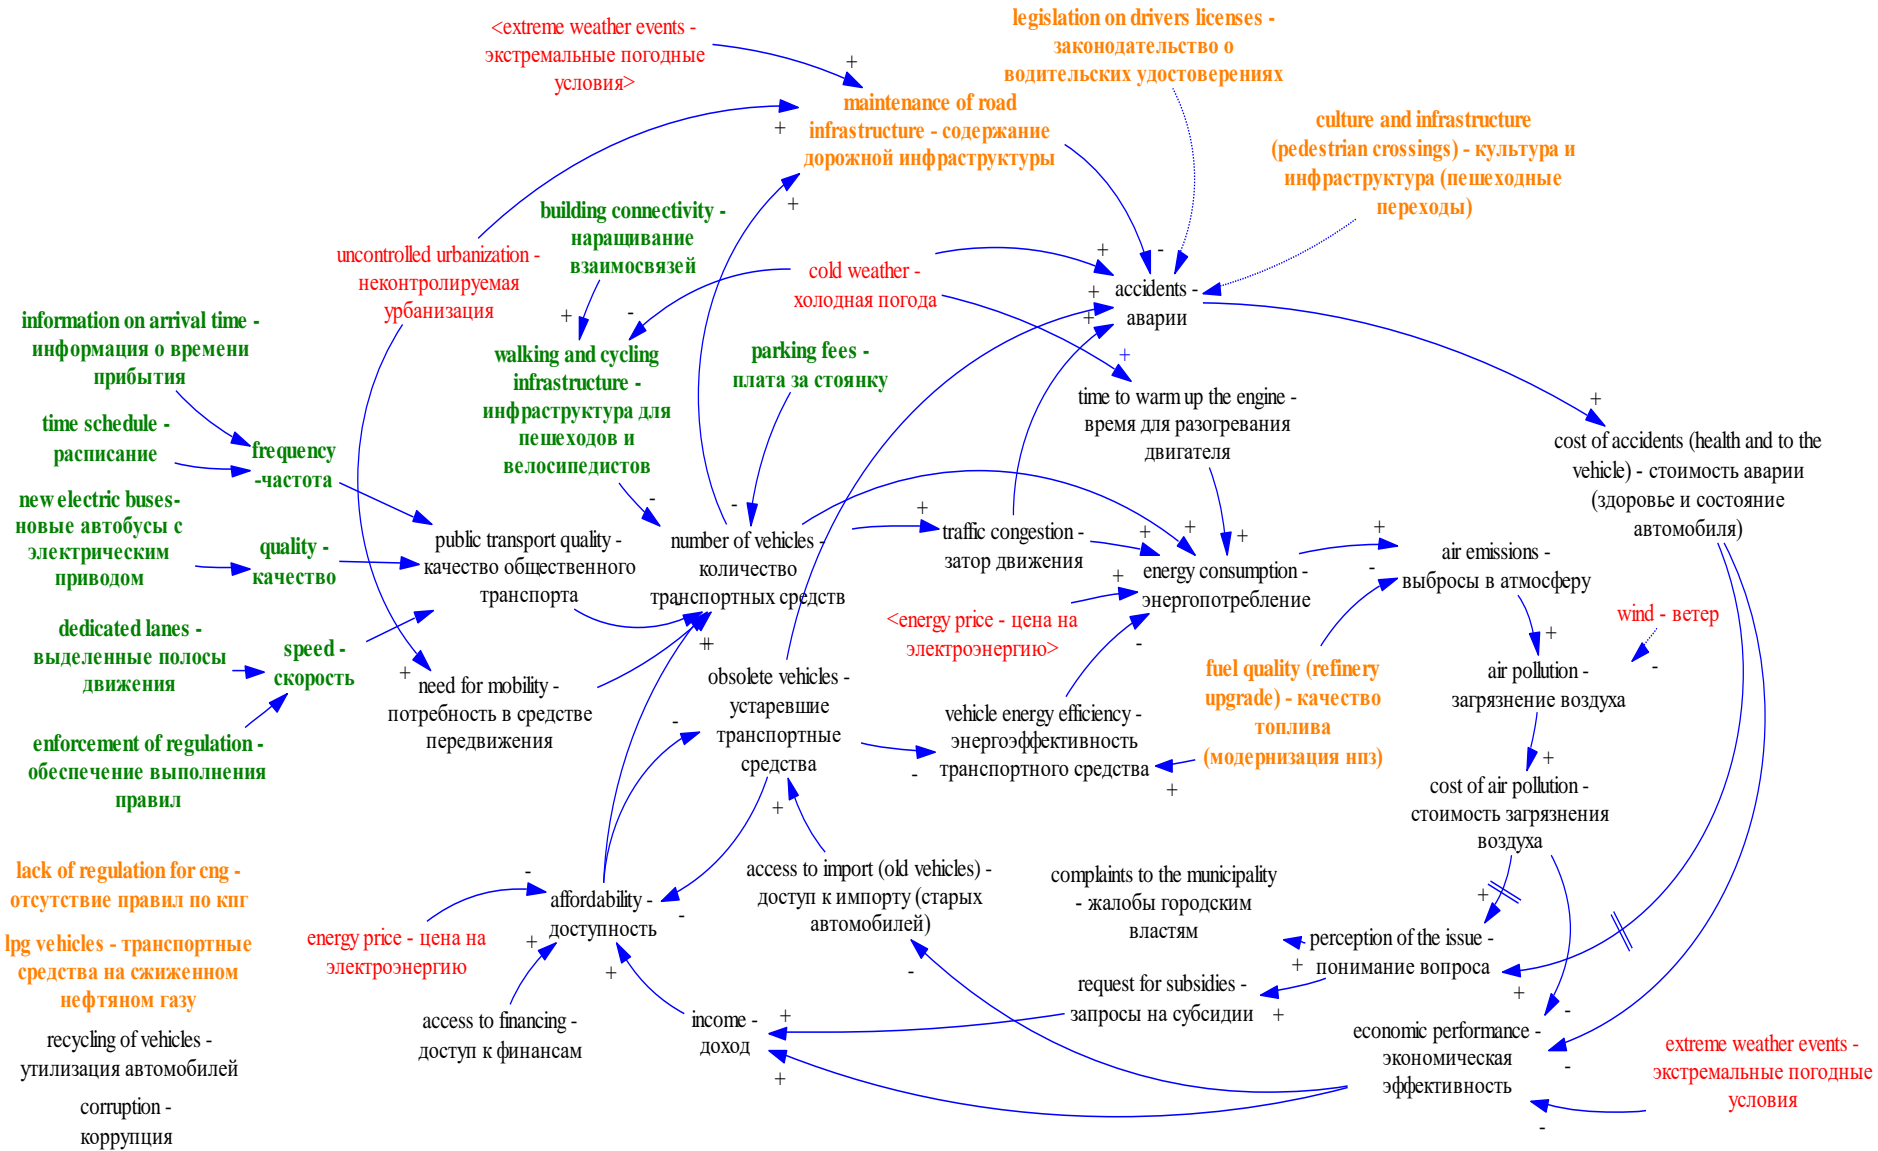 <extreme weather events -
экстремальные погодные
условия>
legislation on drivers licenses -
законодательство о
водительских удостоверениях
maintenance of road
infrastructure - содержание
дорожной инфраструктуры
culture and infrastructure
(pedestrian crossings) - культура и
инфраструктура (пешеходные
переходы)
building connectivity -
наращивание
взаимосвязей
uncontrolled urbanization -
неконтролируемая
урбанизация
cold weather -
холодная погода
accidents -
аварии
information on arrival time -
информация о времени
прибытия
walking and cycling
infrastructure -
инфраструктура для
пешеходов и
велосипедистов
parking fees -
плата за стоянку
time to warm up the engine -
время для разогревания
двигателя
time schedule -
расписание
frequency
-частота
cost of accidents (health and to the
vehicle) - стоимость аварии
(здоровье и состояние
автомобиля)
new electric buses-
новые автобусы с
электрическим
приводом
quality -
качество
public transport quality -
качество общественного
транспорта
number of vehicles -
количество
транспортных средств
traffic congestion -
затор движения
energy consumption -
энергопотребление
air emissions -
выбросы в атмосферу
<energy price - цена на
электроэнергию>
wind - ветер
dedicated lanes -
выделенные полосы
движения
speed -
скорость
need for mobility -
потребность в средстве
передвижения
obsolete vehicles -
устаревшие
транспортные
средства
vehicle energy efficiency -
энергоэффективность
транспортного средства
fuel quality (refinery
upgrade) - качество
топлива
(модернизация нпз)
air pollution -
загрязнение воздуха
enforcement of regulation -
обеспечение выполнения
правил
cost of air pollution -
стоимость загрязнения
воздуха
lack of regulation for cng -
отсутствие правил по кпг
affordability -
доступность
access to import (old vehicles) -
доступ к импорту (старых
автомобилей)
complaints to the municipality
- жалобы городским
властям
lpg vehicles - транспортные
средства на сжиженном
нефтяном газу
energy price - цена на
электроэнергию
perception of the issue -
понимание вопроса
request for subsidies -
запросы на субсидии
recycling of vehicles -
утилизация автомобилей
access to financing -
доступ к финансам
income -
доход
economic performance -
экономическая
эффективность
extreme weather events -
экстремальные погодные
условия
corruption -
коррупция